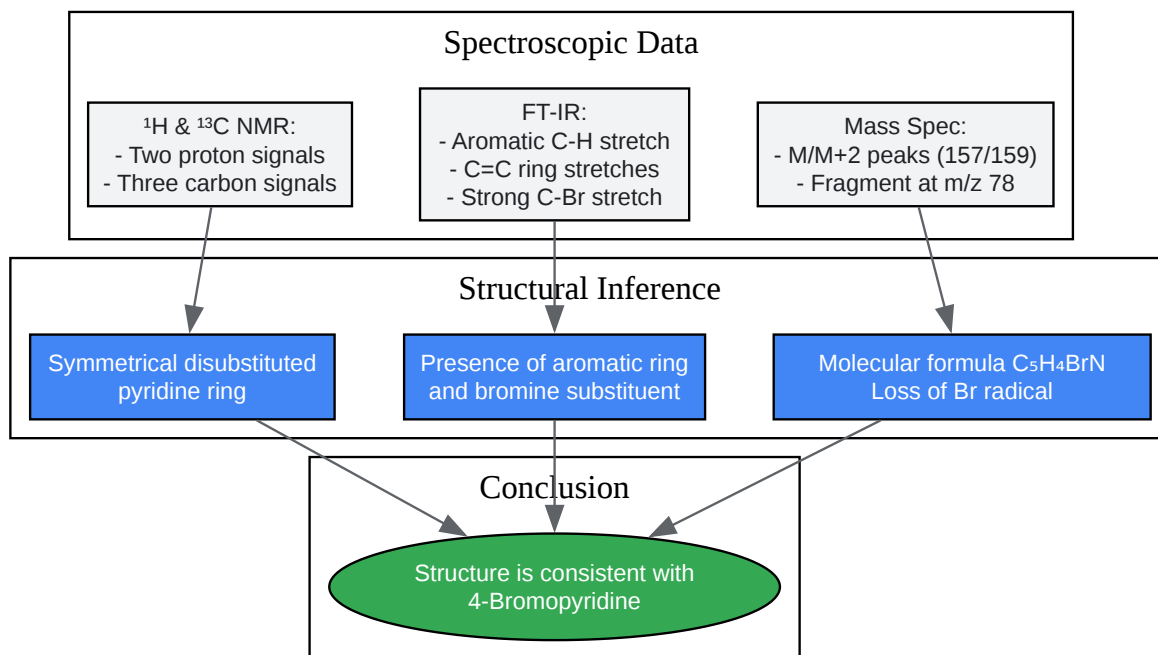 Spectroscopic Data
¹H & ¹³C NMR:
- Two proton signals
- Three carbon signals
FT-IR:
- Aromatic C-H stretch
- C=C ring stretches
- Strong C-Br stretch
Mass Spec:
- M/M+2 peaks (157/159)
- Fragment at m/z 78
Structural Inference
Symmetrical disubstituted
pyridine ring
Presence of aromatic ring
and bromine substituent
Molecular formula C₅H₄BrN
Loss of Br radical
Conclusion
Structure is consistent with
4-Bromopyridine